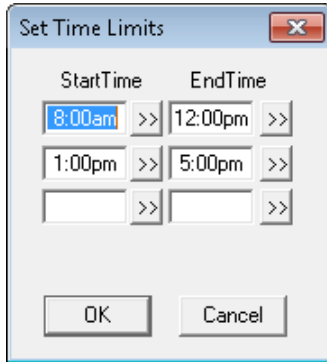 Set Time Limits
StartTime EndTime
8:00am >> 12:00pm >>
1:00pm >> 5:00pm >>
>> >>
OK Cancel